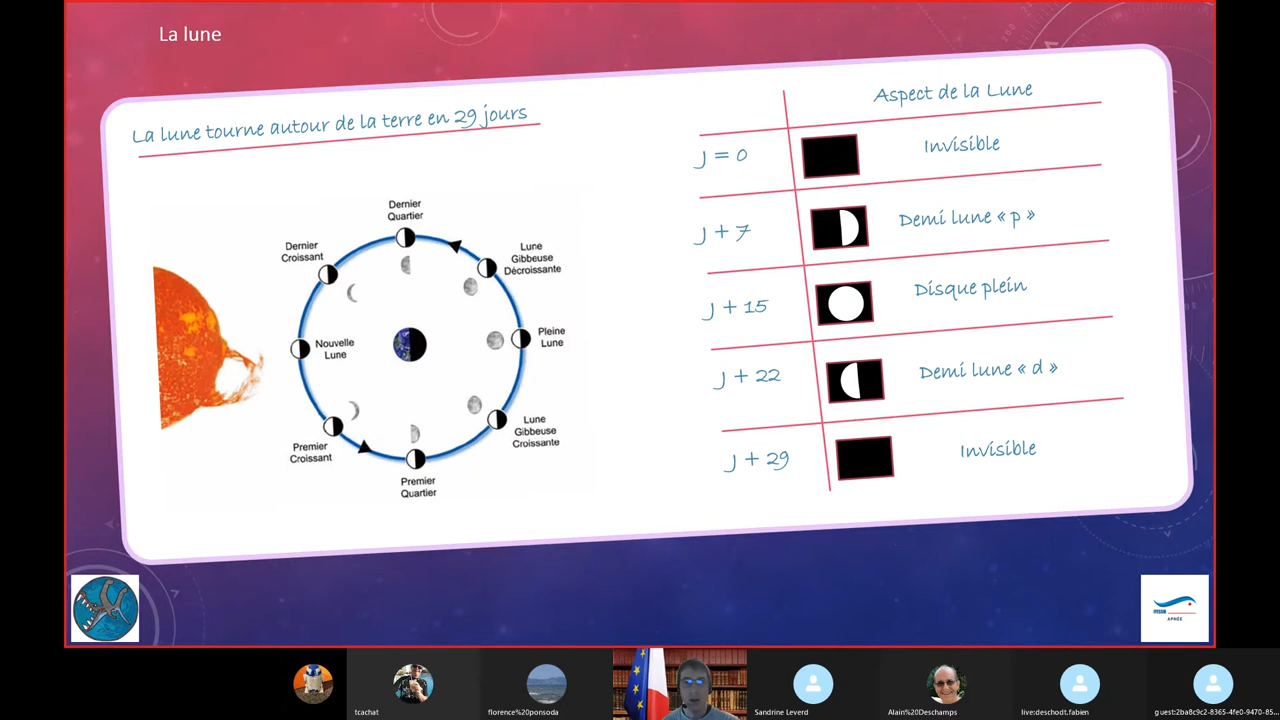 La lune
La lune tourne autour de la terre en 29 jours
Dernier
Quartier
Dernier
Croissant
Lune
Gibbeuse
Décroissante
Nouvelle
Lune
Pleine
Lune
Premier
Croissant
Lune
Gibbeuse
Croissante
Premier
Quartier
Aspect de la Lune
J = 0 Invisible
J + 7 Demi lune « p »
J + 15 Disque plein
J + 22 Demi lune « d »
J + 29 Invisible
FFESSM
APNÉE
tcachat
florence%20ponsoda
Sandrine Leverd
Alain%20Deschamps
live:deschodt.fabien
guest:2ba8c9c2-8365-4fe0-9470-85...